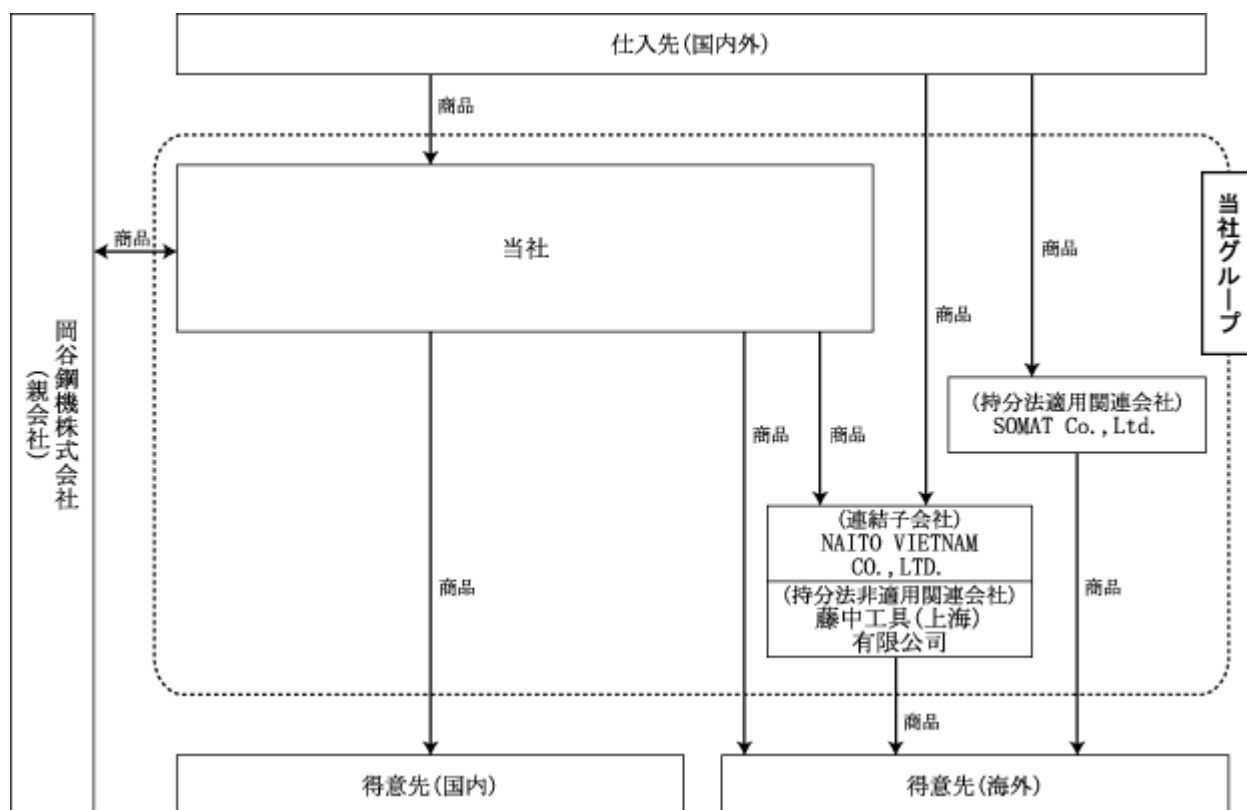 仕入先(国内外)
商品
当社グループ
当社
商品
商品
商品
岡谷鋼機株式会社
(親会社)
(持分法適用関連会社)
SOMAT Co.,Ltd.
商品
商品
(連結子会社)
NAITO VIETNAM
CO.,LTD.
商品
商品
(持分法非適用関連会社)
藤中工具(上海)
有限公司
商品
得意先(国内)
得意先(海外)